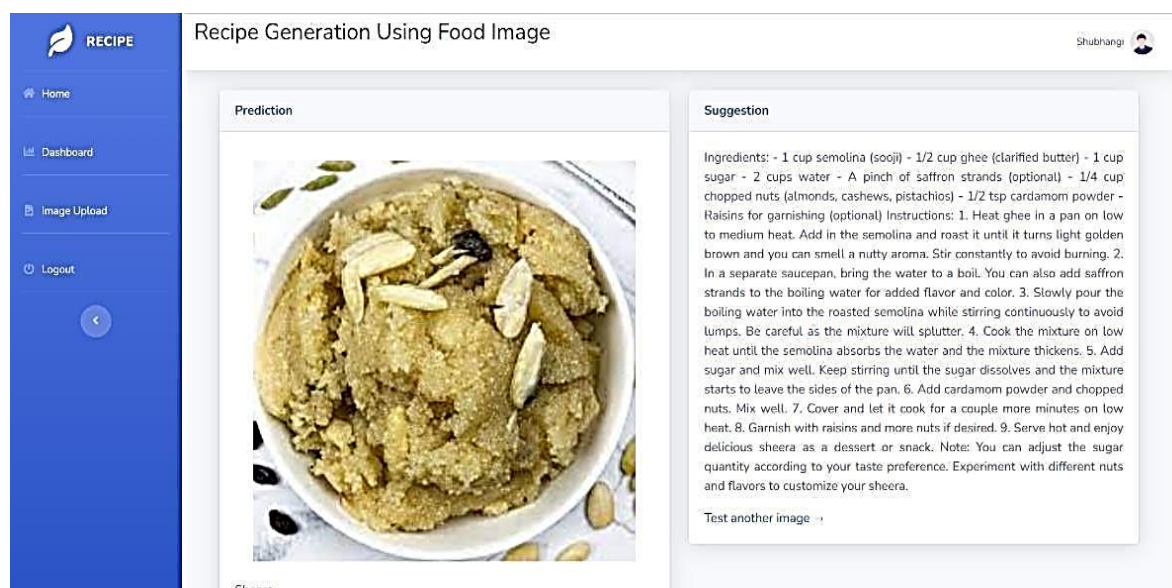 RECIPE
Recipe Generation Using Food Image
Shubhangi
Home
Dashboard
Image Upload
Logout
Prediction
Suggestion
Ingredients: - 1 cup semolina (sooji) - 1/2 cup ghee (clarified butter) - 1 cup
sugar - 2 cups water - A pinch of saffron strands (optional) - 1/4 cup
chopped nuts (almonds, cashews, pistachios) - 1/2 tsp cardamom powder -
Raisins for garnishing (optional) Instructions: 1. Heat ghee in a pan on low
to medium heat. Add in the semolina and roast it until it turns light golden
brown and you can smell a nutty aroma. Stir constantly to avoid burning. 2.
In a separate saucepan, bring the water to a boil. You can also add saffron
strands to the boiling water for added flavor and color. 3. Slowly pour the
boiling water into the roasted semolina while stirring continuously to avoid
lumps. Be careful as the mixture will splutter. 4. Cook the mixture on low
heat until the semolina absorbs the water and the mixture thickens. 5. Add
sugar and mix well. Keep stirring until the sugar dissolves and the mixture
starts to leave the sides of the pan. 6. Add cardamom powder and chopped
nuts. Mix well. 7. Cover and let it cook for a couple more minutes on low
heat. 8. Garnish with raisins and more nuts if desired. 9. Serve hot and enjoy
delicious sheera as a dessert or snack. Note: You can adjust the sugar
quantity according to your taste preference. Experiment with different nuts
and flavors to customize your sheera.
Test another image →